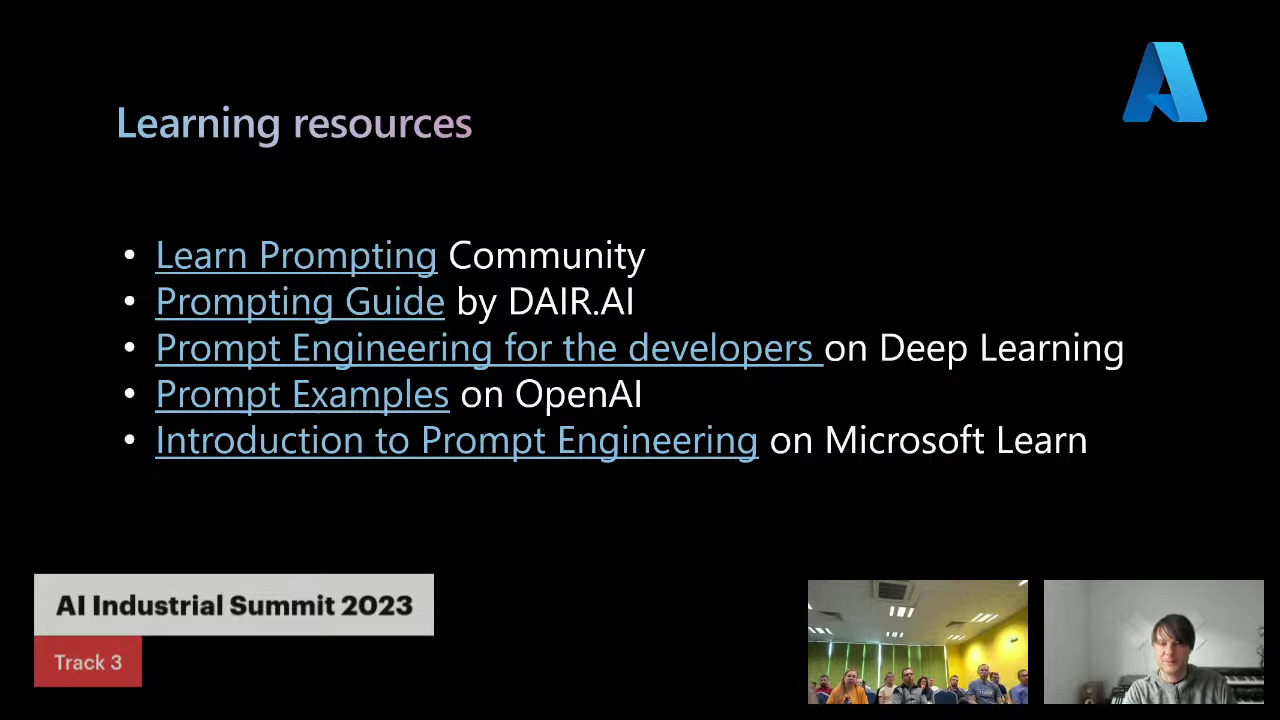 Learning resources
• Learn Prompting Community
• Prompting Guide by DAIR.AI
• Prompt Engineering for the developers on Deep Learning
• Prompt Examples on OpenAI
• Introduction to Prompt Engineering on Microsoft Learn
AI Industrial Summit 2023
Track 3